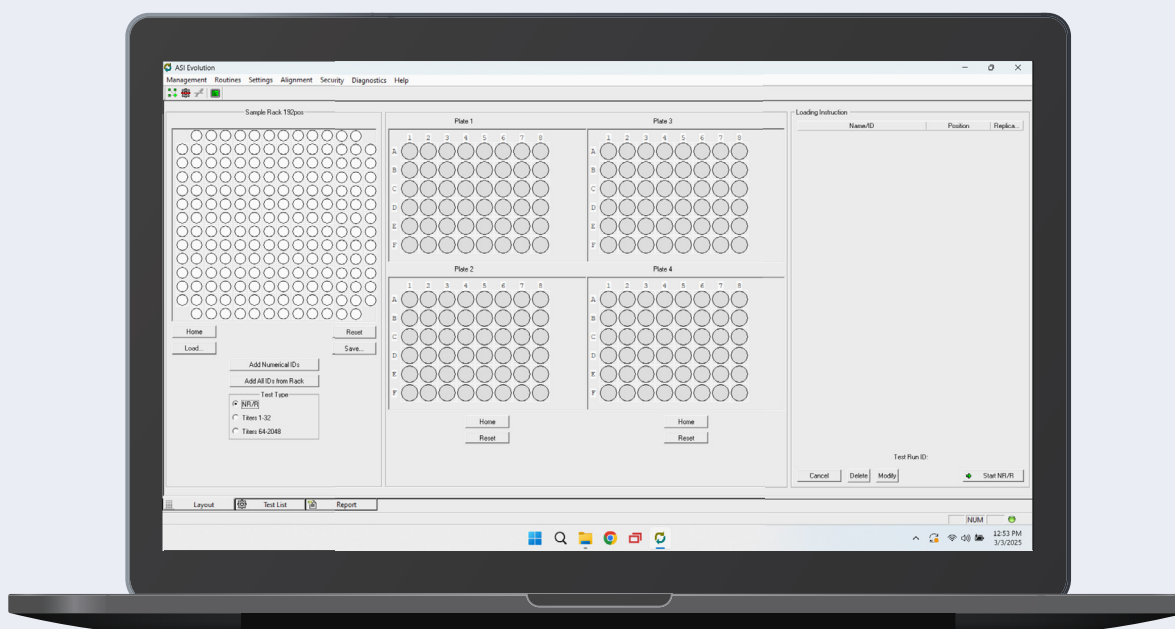 ASI Evolution
Management Routines Settings Alignment Security Diagnostics Help
Sample Rack 192pos
Home
Reset
Load...
Save...
Add Numerical IDs
Add All IDs from Rack
Test Type
NR/R
Titers 1-32
Titers 64-2048
Plate 1
1 2 3 4 5 6 7 8
A
B
C
D
E
F
Plate 3
1 2 3 4 5 6 7 8
A
B
C
D
E
F
Plate 2
1 2 3 4 5 6 7 8
A
B
C
D
E
F
Plate 4
1 2 3 4 5 6 7 8
A
B
C
D
E
F
Home
Reset
Home
Reset
Loading Instruction
Name/ID Position Replica...
Test Run ID:
Cancel Delete Modify Start NR/R
Layout Test List Report
NUM
12:53 PM
3/3/2025